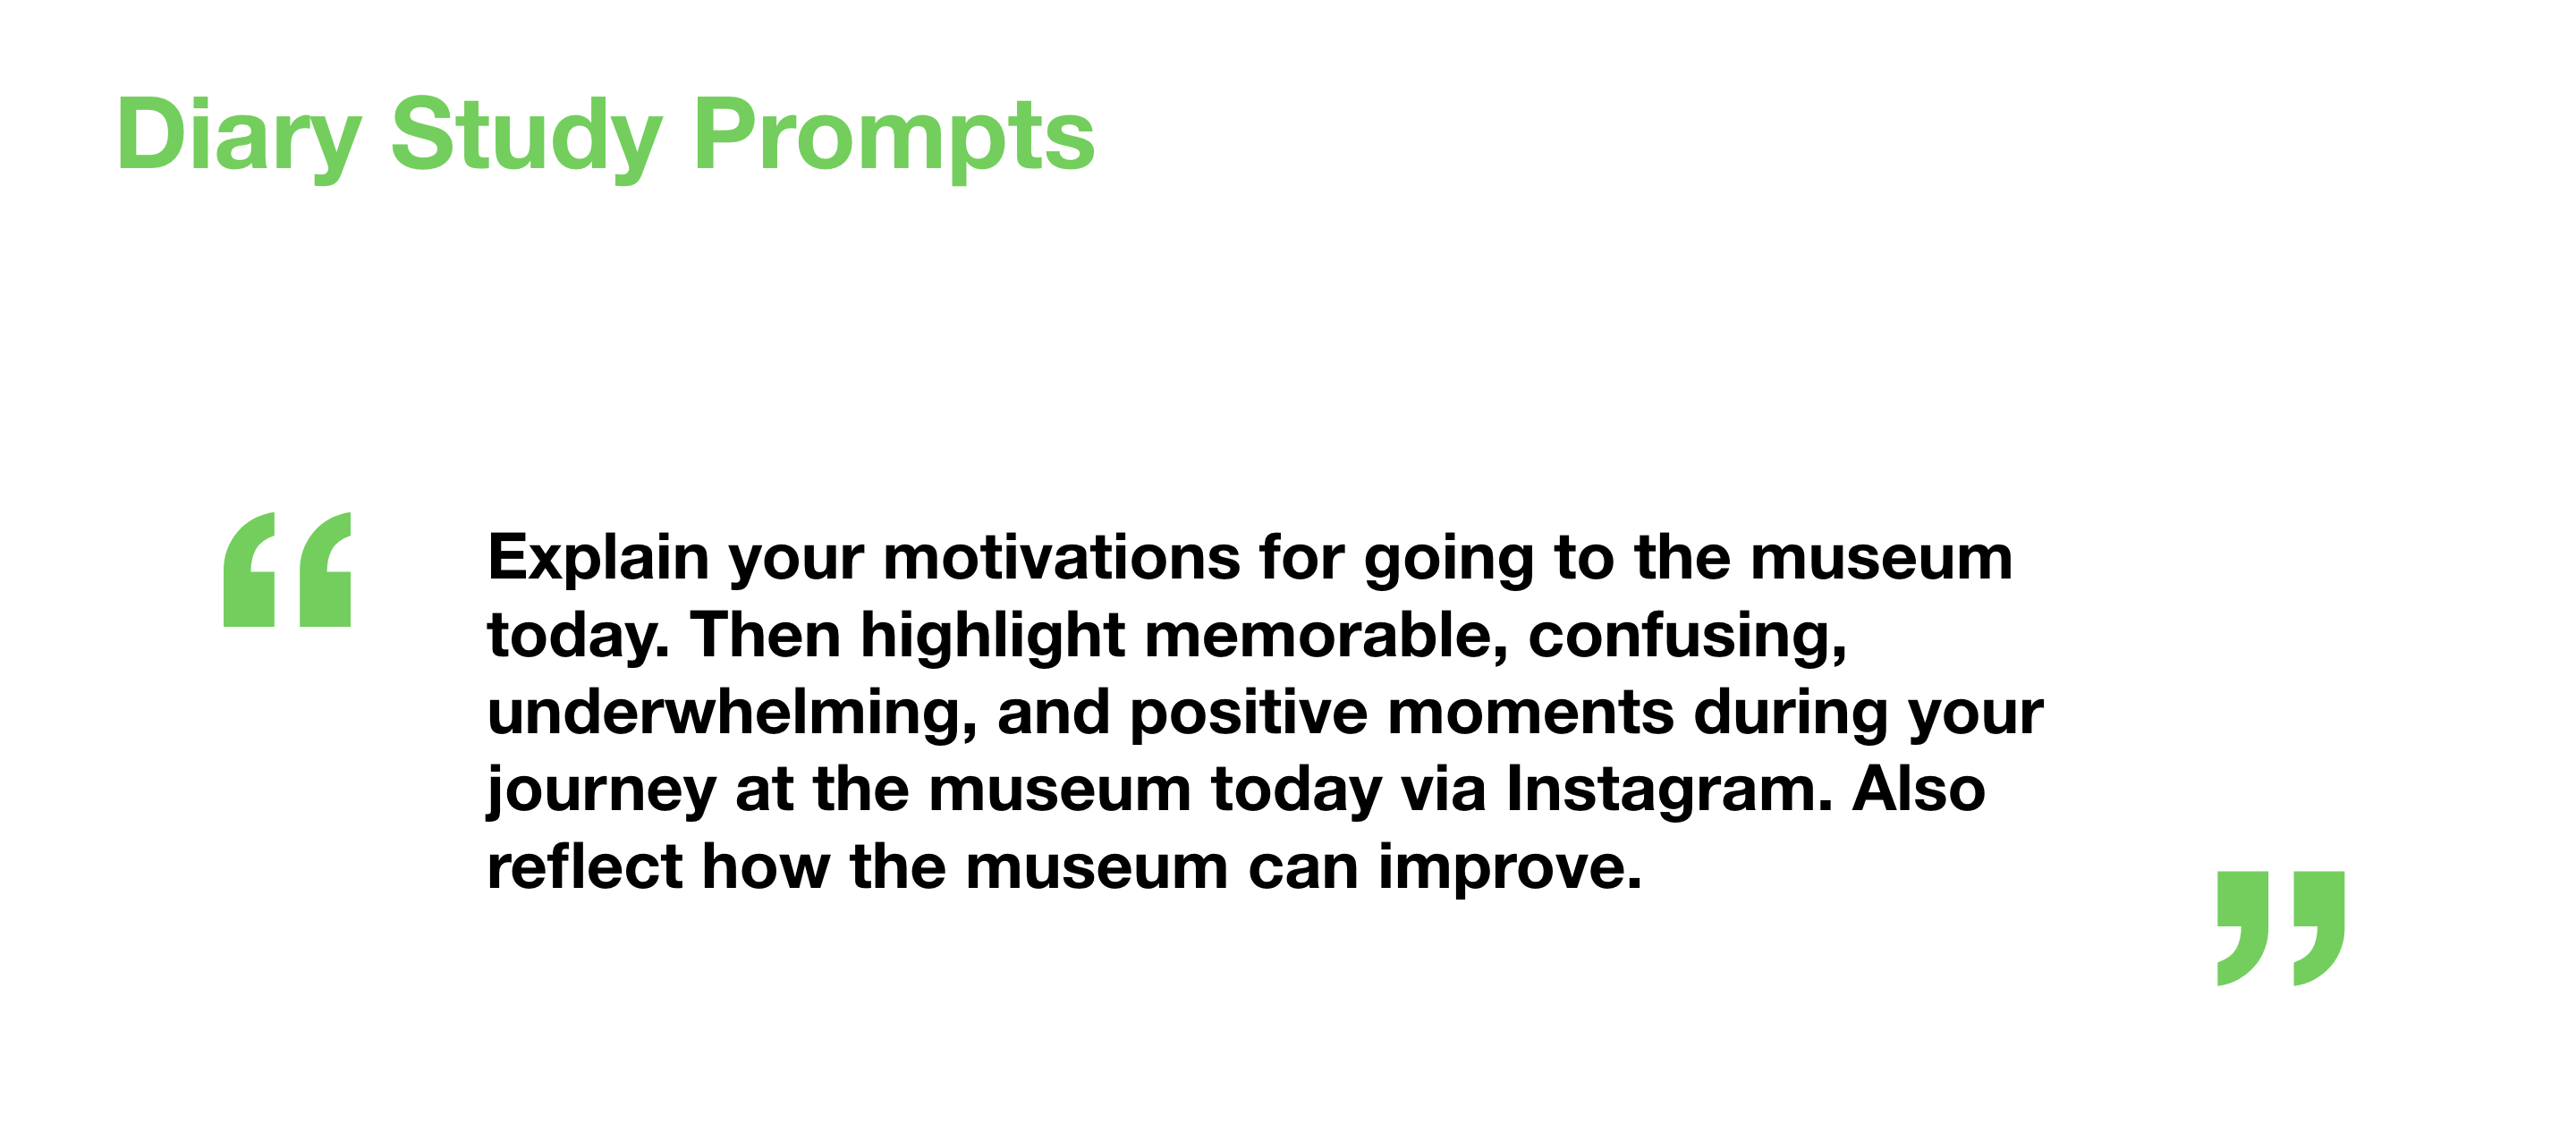 Diary Study Prompts
“
Explain your motivations for going to the museum
today. Then highlight memorable, confusing,
underwhelming, and positive moments during your
journey at the museum today via Instagram. Also
reflect how the museum can improve.
”